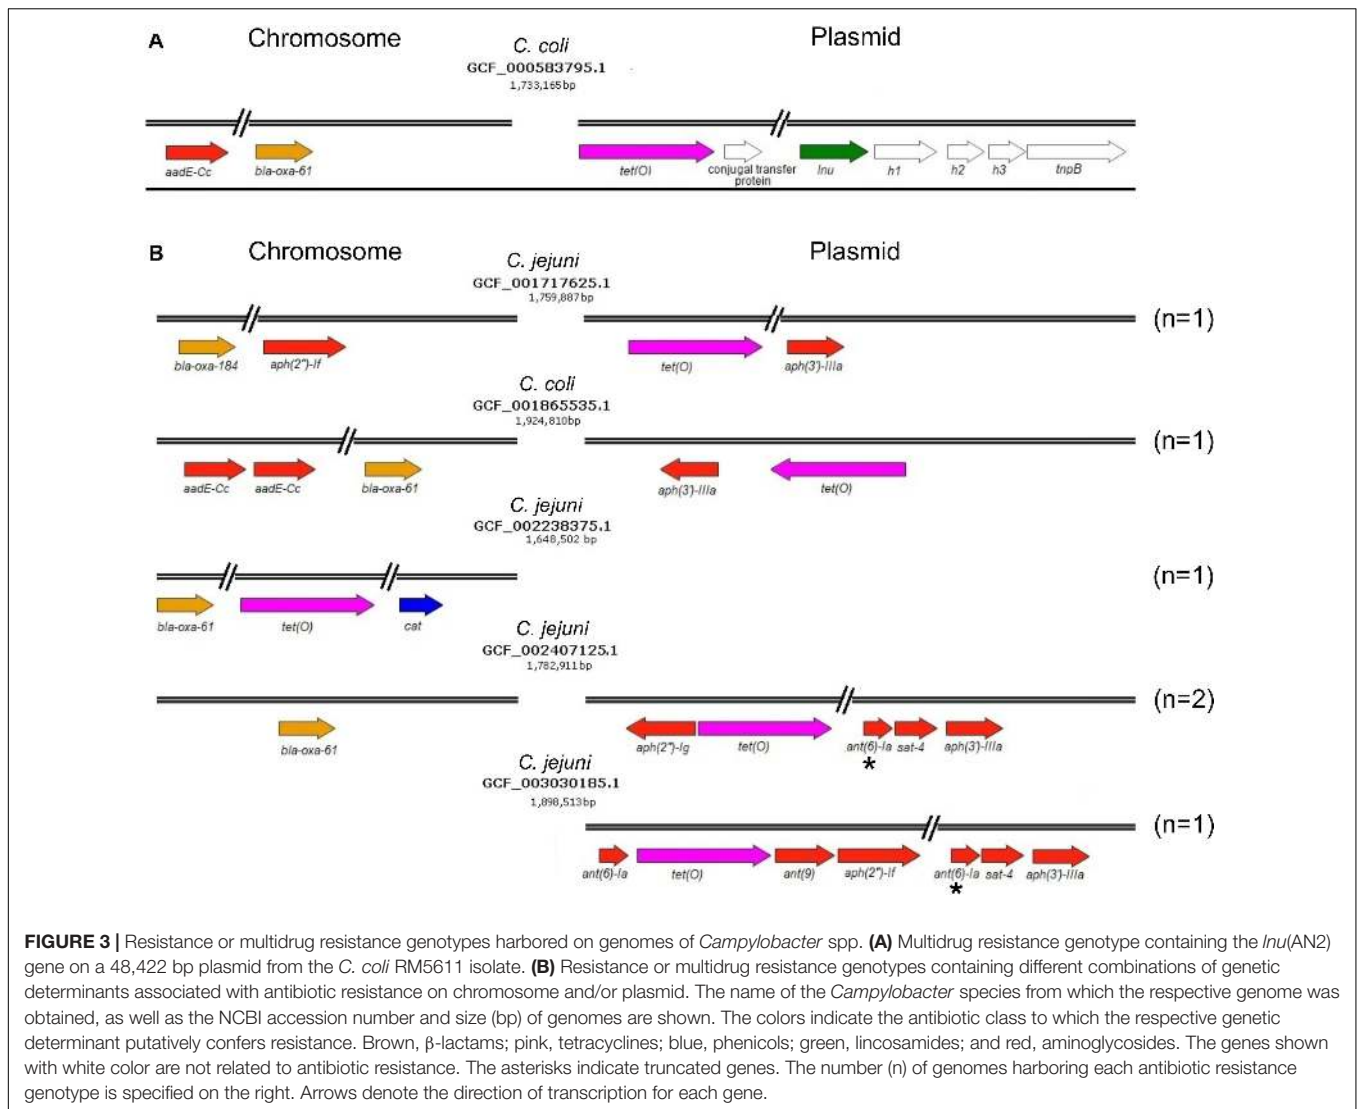 A
Chromosome
Plasmid
C. coli
GCF_000583795.1
1,733,165bp
aadE-Cc
bla-oxa-61
tet(O)
conjugal transfer
protein
lnu
h1
h2
h3
tnpB
B
Chromosome
Plasmid
C. jejuni
GCF_001717625.1
1,759,887bp
(n=1)
bla-oxa-184
aph(2")-If
tet(O)
aph(3')-IIIa
C. coli
GCF_001865535.1
1,924,810bp
(n=1)
aadE-Cc
aadE-Cc
bla-oxa-61
aph(3')-IIIa
tet(O)
C. jejuni
GCF_002238375.1
1,648,502 bp
(n=1)
bla-oxa-61
tet(O)
cat
C. jejuni
GCF_002407125.1
1,782,911bp
(n=2)
bla-oxa-61
aph(2")-Ig
tet(O)
ant(6)-Ia
sat-4
aph(3')-IIIa
*
C. jejuni
GCF_003030185.1
1,898,513bp
(n=1)
ant(6)-Ia
tet(O)
ant(9)
aph(2")-If
ant(6)-Ia
sat-4
aph(3')-IIIa
*
FIGURE 3 | Resistance or multidrug resistance genotypes harbored on genomes of Campylobacter spp. (A) Multidrug resistance genotype containing the lnu(AN2)
gene on a 48,422 bp plasmid from the C. coli RM5611 isolate. (B) Resistance or multidrug resistance genotypes containing different combinations of genetic
determinants associated with antibiotic resistance on chromosome and/or plasmid. The name of the Campylobacter species from which the respective genome was
obtained, as well as the NCBI accession number and size (bp) of genomes are shown. The colors indicate the antibiotic class to which the respective genetic
determinant putatively confers resistance. Brown, β-lactams; pink, tetracyclines; blue, phenicols; green, lincosamides; and red, aminoglycosides. The genes shown
with white color are not related to antibiotic resistance. The asterisks indicate truncated genes. The number (n) of genomes harboring each antibiotic resistance
genotype is specified on the right. Arrows denote the direction of transcription for each gene.